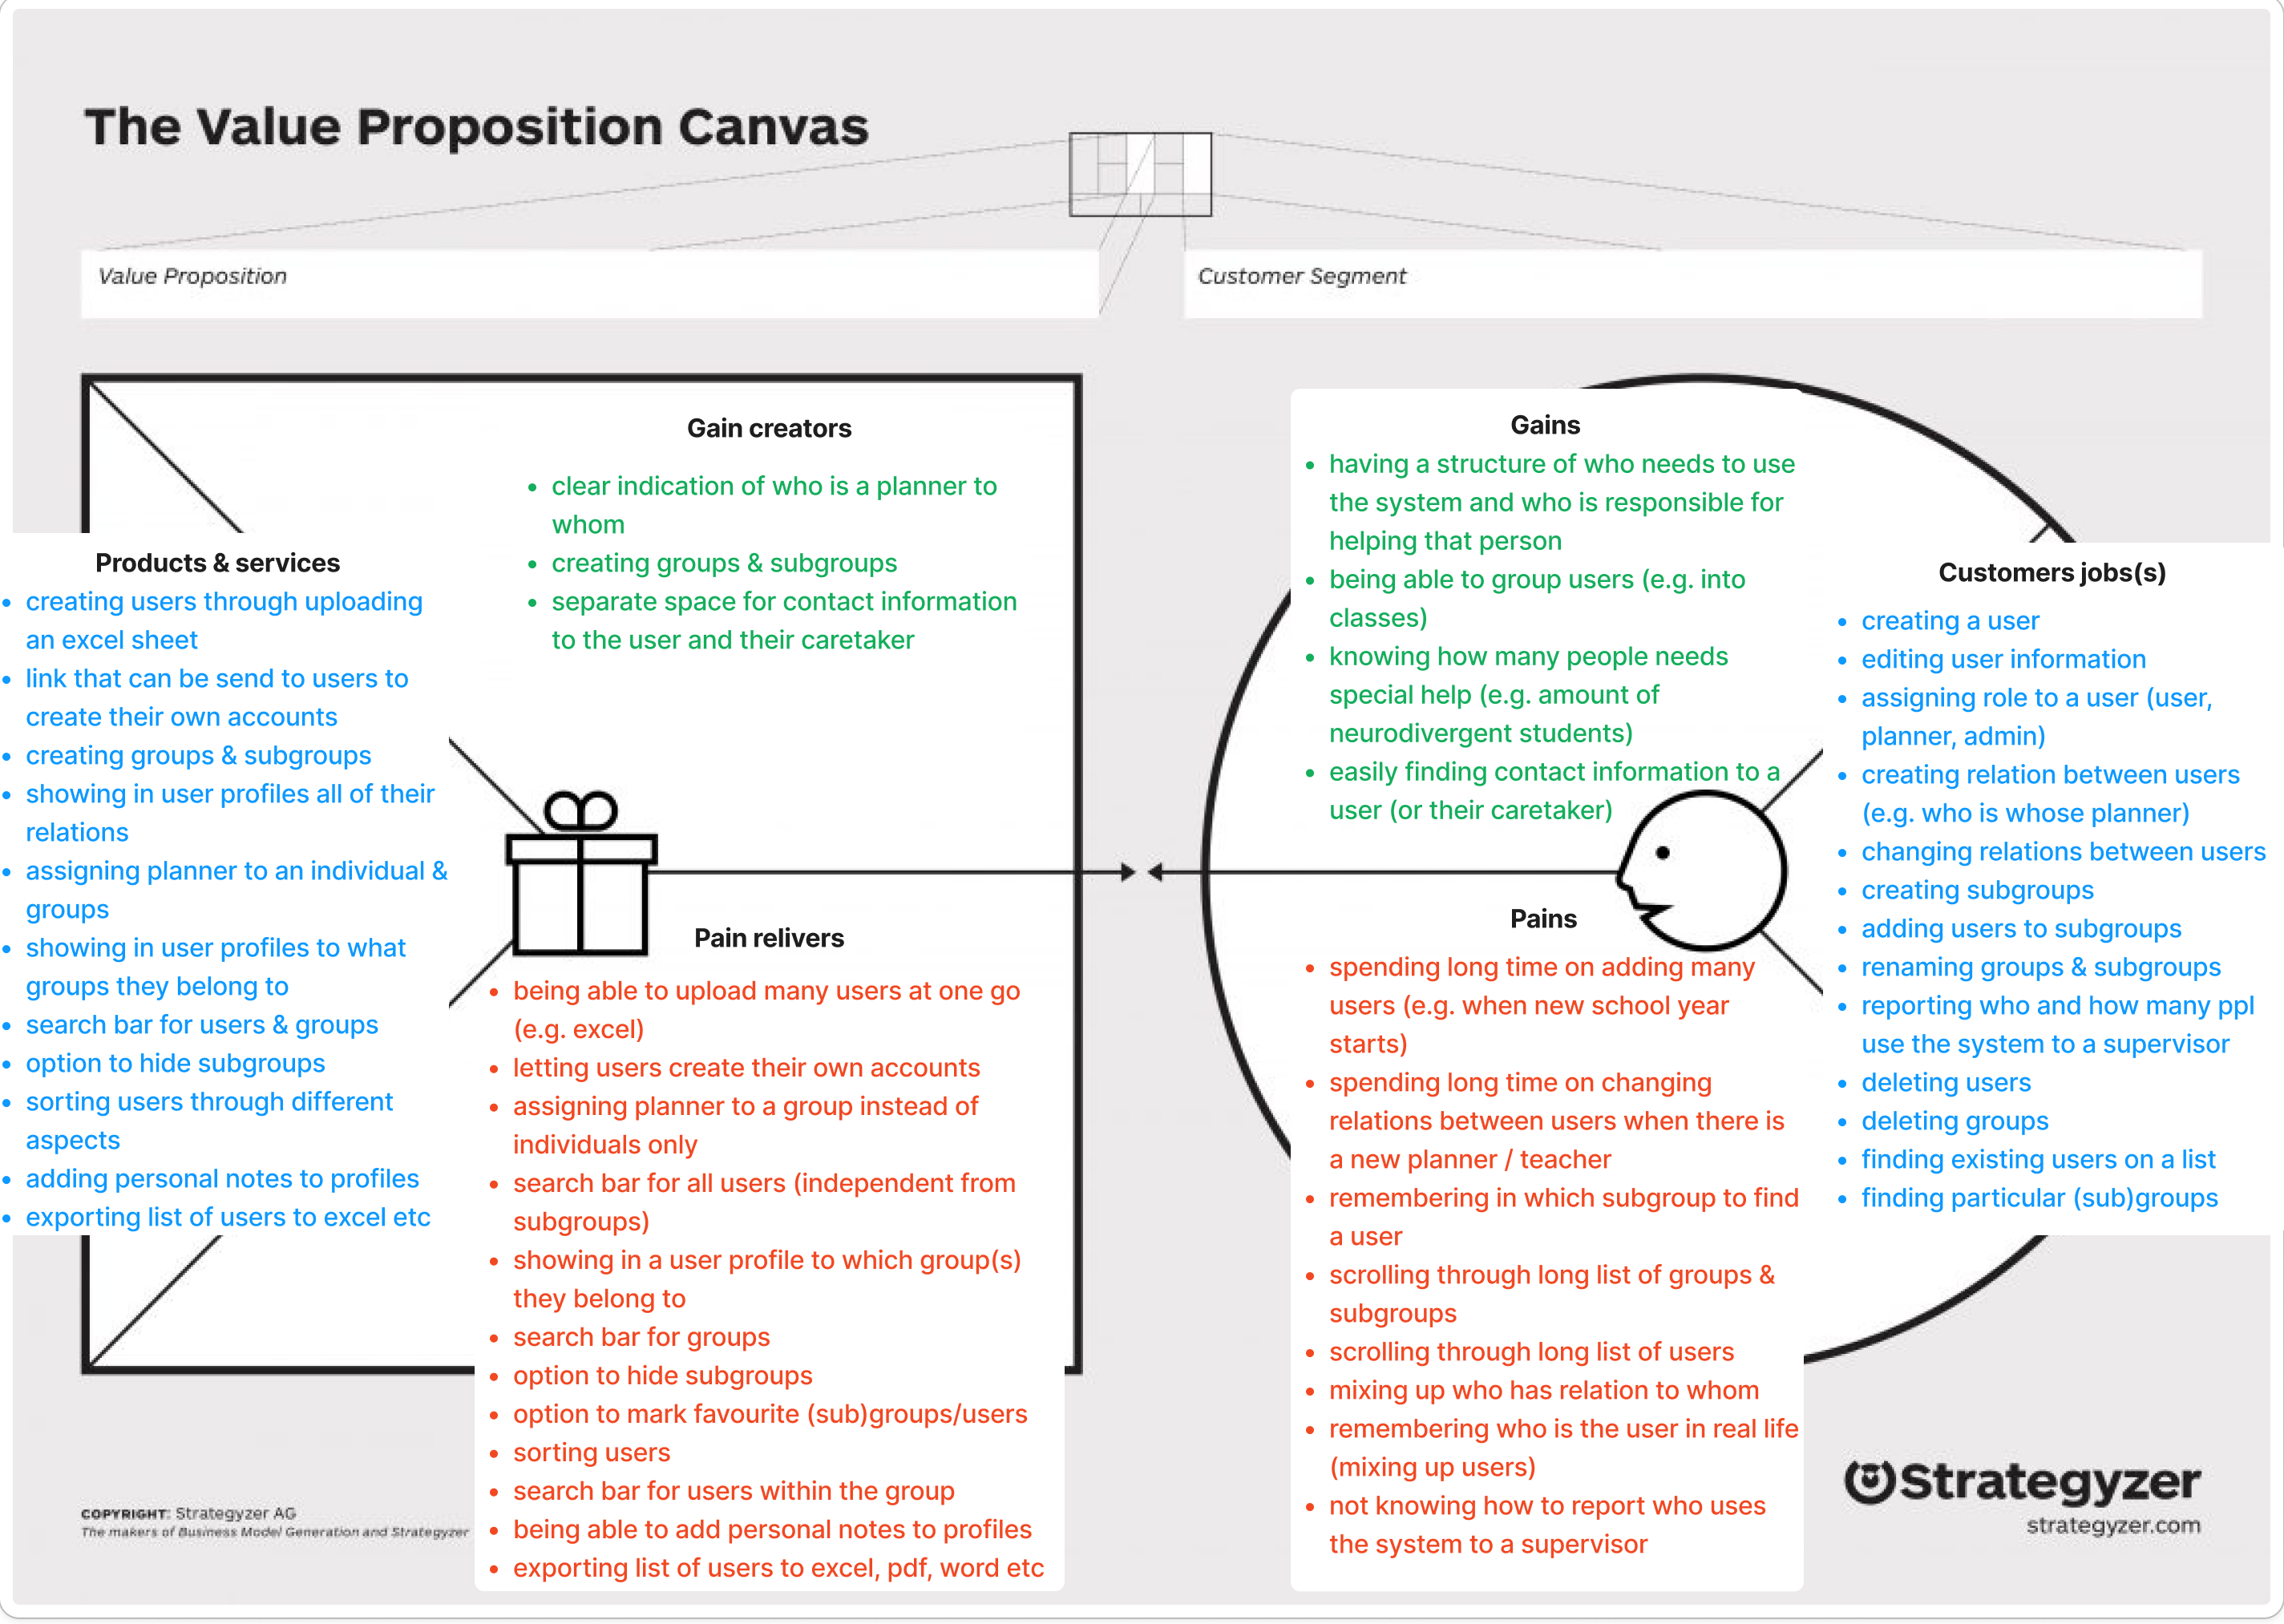 The Value Proposition Canvas
Value Proposition
Customer Segment
Gain creators
• clear indication of who is a planner to
whom
• creating groups & subgroups
• separate space for contact information
to the user and their caretaker
Products & services
• creating users through uploading
an excel sheet
• link that can be send to users to
create their own accounts
• creating groups & subgroups
• showing in user profiles all of their
relations
• assigning planner to an individual &
groups
• showing in user profiles to what
groups they belong to
• search bar for users & groups
• option to hide subgroups
• sorting users through different
aspects
• adding personal notes to profiles
• exporting list of users to excel etc
Pain relivers
• being able to upload many users at one go
(e.g. excel)
• letting users create their own accounts
• assigning planner to a group instead of
individuals only
• search bar for all users (independent from
subgroups)
• showing in a user profile to which group(s)
they belong to
• search bar for groups
• option to hide subgroups
• option to mark favourite (sub)groups/users
• sorting users
• search bar for users within the group
• being able to add personal notes to profiles
• exporting list of users to excel, pdf, word etc
Gains
• having a structure of who needs to use
the system and who is responsible for
helping that person
• being able to group users (e.g. into
classes)
• knowing how many people needs
special help (e.g. amount of
neurodivergent students)
• easily finding contact information to a
user (or their caretaker)
Pains
• spending long time on adding many
users (e.g. when new school year
starts)
• spending long time on changing
relations between users when there is
a new planner / teacher
• remembering in which subgroup to find
a user
• scrolling through long list of groups &
subgroups
• scrolling through long list of users
• mixing up who has relation to whom
• remembering who is the user in real life
(mixing up users)
• not knowing how to report who uses
the system to a supervisor
Customers jobs(s)
• creating a user
• editing user information
• assigning role to a user (user,
planner, admin)
• creating relation between users
(e.g. who is whose planner)
• changing relations between users
• creating subgroups
• adding users to subgroups
• renaming groups & subgroups
• reporting who and how many ppl
use the system to a supervisor
• deleting users
• deleting groups
• finding existing users on a list
• finding particular (sub)groups
COPYRIGHT: Strategyzer AG
The makers of Business Model Generation and Strategyzer
Strategyzer
strategyzer.com